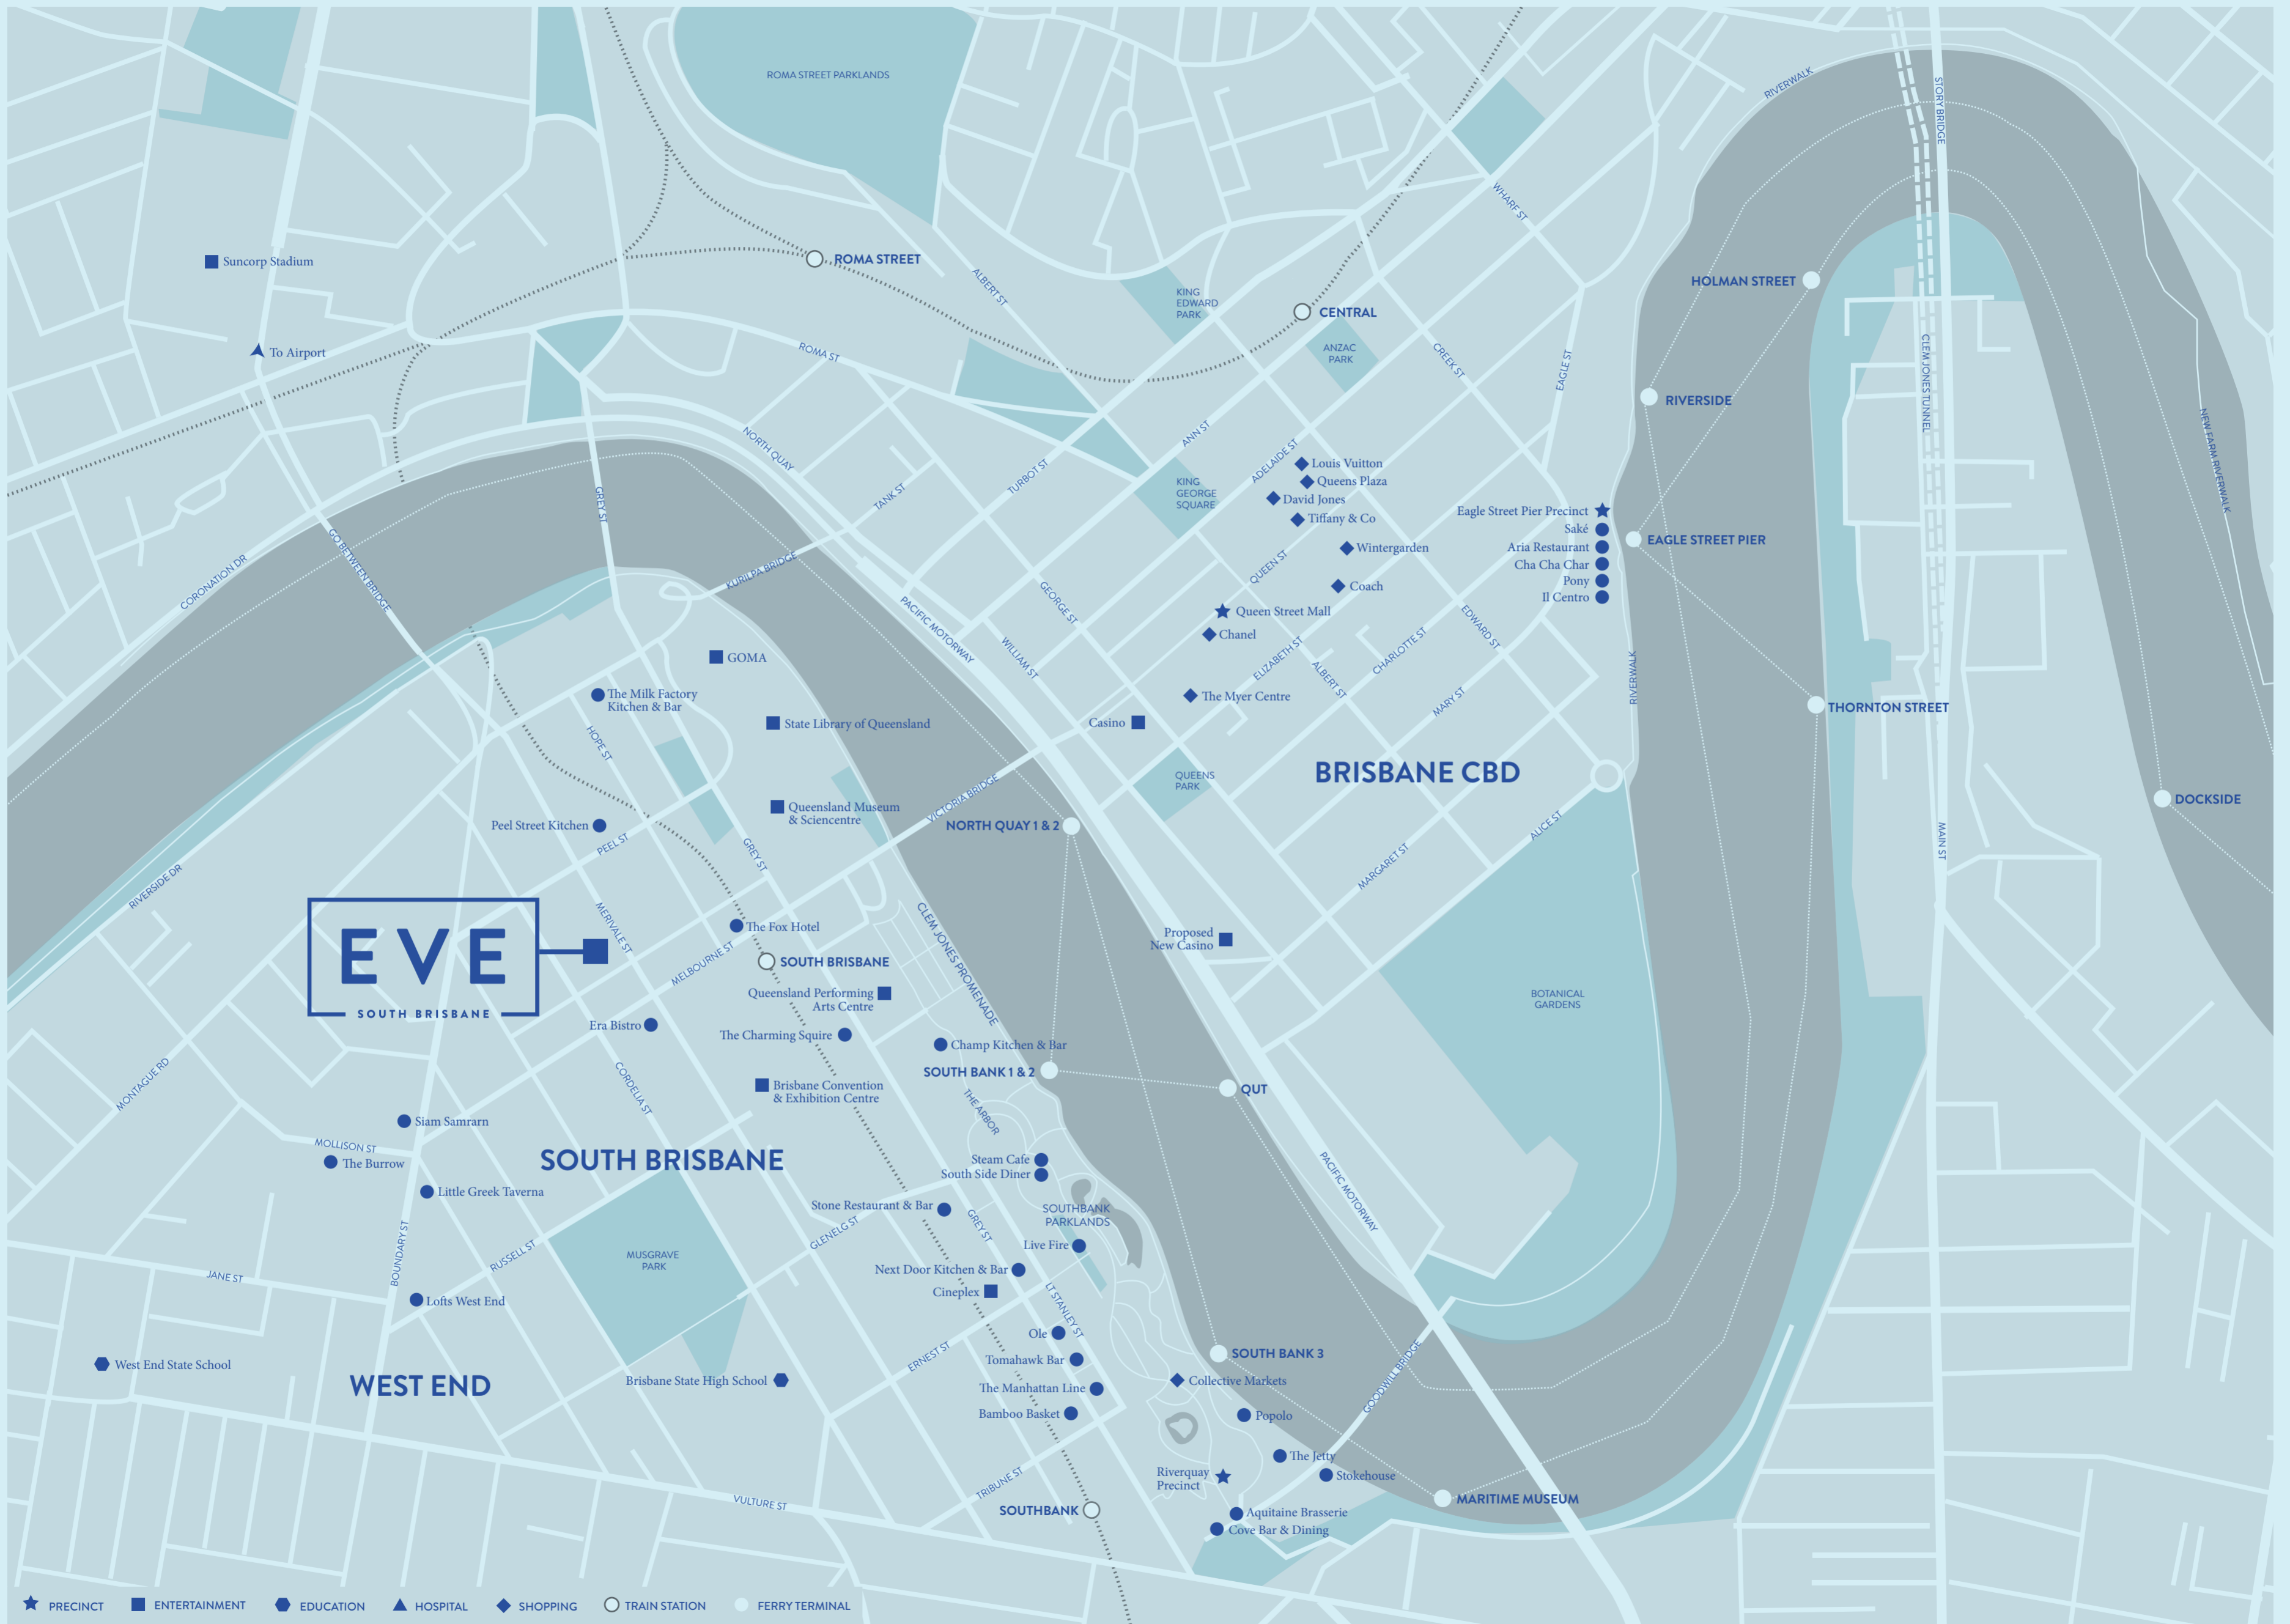 ROMA STREET PARKLANDS
RIVERWALK
STORY BRIDGE
WHARF ST
Suncorp Stadium
ROMA STREET
ALBERT ST
KING
EDWARD
PARK
CENTRAL
HOLMAN STREET
To Airport
ROMA ST
ANZAC
PARK
CREEK ST
EAGLE ST
CLEM JONES TUNNEL
RIVERSIDE
NEW FARM RIVERWALK
NORTH QUAY
ANN ST
ADELAIDE ST
Louis Vuitton
Queens Plaza
David Jones
Tiffany & Co
TURBOT ST
TANK ST
GREY ST
KING
GEORGE
SQUARE
Eagle Street Pier Precinct
Saké
Aria Restaurant
Cha Cha Char
Pony
Il Centro
EAGLE STREET PIER
Wintergarden
Coach
QUEEN ST
GO BETWEEN BRIDGE
CORONATION DR
KURILPA BRIDGE
PACIFIC MOTORWAY
GEORGE ST
WILLIAM ST
Queen Street Mall
Chanel
ELIZABETH ST
ALBERT ST
CHARLOTTE ST
EDWARD ST
MARY ST
RIVERWALK
GOMA
The Milk Factory
Kitchen & Bar
State Library of Queensland
HOPE ST
The Myer Centre
Casino
THORNTON STREET
BRISBANE CBD
QUEENS
PARK
DOCKSIDE
Queensland Museum
& Sciencentre
VICTORIA BRIDGE
NORTH QUAY 1 & 2
Peel Street Kitchen
PEEL ST
GREY ST
MARGARET ST
ALICE ST
MAIN ST
RIVERSIDE DR
EVE
SOUTH BRISBANE
MERIVALE ST
The Fox Hotel
MELBOURNE ST
SOUTH BRISBANE
CLEM JONES PROMENADE
Proposed
New Casino
Queensland Performing
Arts Centre
BOTANICAL
GARDENS
Era Bistro
The Charming Squire
Champ Kitchen & Bar
SOUTH BANK 1 & 2
QUT
Brisbane Convention
& Exhibition Centre
CORDELIA ST
THE ARBOR
MONTAGUE RD
Siam Samrarn
MOLLISON ST
The Burrow
SOUTH BRISBANE
Steam Cafe
South Side Diner
PACIFIC MOTORWAY
Little Greek Taverna
Stone Restaurant & Bar
SOUTHBANK
PARKLANDS
GLENELG ST
GREY ST
Live Fire
BOUNDARY ST
RUSSELL ST
MUSGRAVE
PARK
JANE ST
Next Door Kitchen & Bar
Cineplex
LT STANLEY ST
Lofts West End
Ole
ERNEST ST
Tomahawk Bar
SOUTH BANK 3
West End State School
WEST END
Brisbane State High School
The Manhattan Line
Collective Markets
GOODWILL BRIDGE
Bamboo Basket
Popolo
The Jetty
Riverquay
Precinct
Stokehouse
TRIBUNE ST
VULTURE ST
SOUTHBANK
MARITIME MUSEUM
Aquitaine Brasserie
Cove Bar & Dining
PRECINCT
ENTERTAINMENT
EDUCATION
HOSPITAL
SHOPPING
TRAIN STATION
FERRY TERMINAL